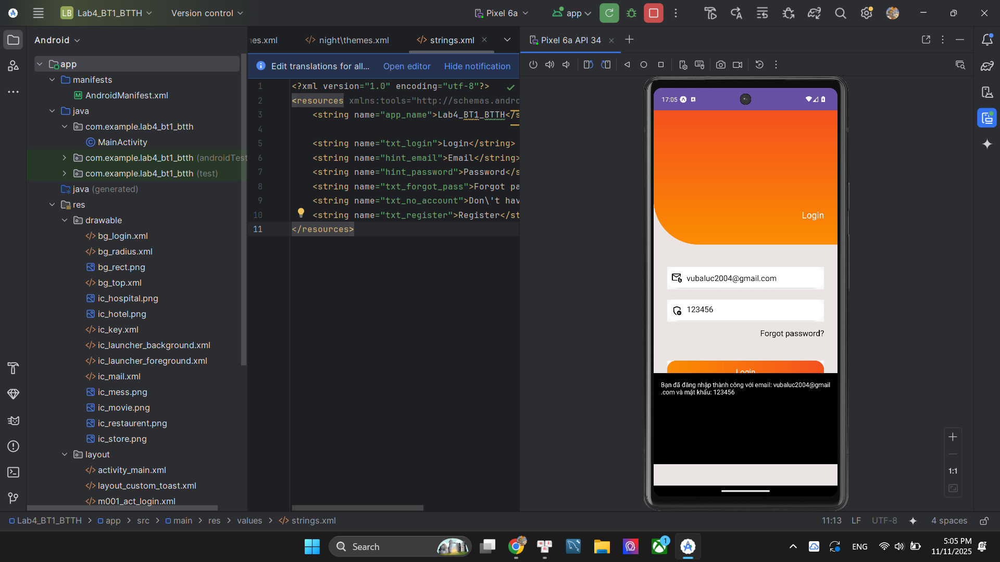 LB Lab4_BT1_BTTH Version control Pixel 6a app
Android
app
manifests
AndroidManifest.xml
java
com.example.lab4_bt1_btth
MainActivity
com.example.lab4_bt1_btth (androidTest
com.example.lab4_bt1_btth (test)
java (generated)
res
drawable
bg_login.xml
bg_radius.xml
bg_rect.png
bg_top.xml
ic_hospital.png
ic_hotel.png
ic_key.xml
ic_launcher_background.xml
ic_launcher_foreground.xml
ic_mail.xml
ic_mess.png
ic_movie.png
ic_restaurent.png
ic_store.png
layout
activity_main.xml
layout_custom_toast.xml
m001_act_login.xml
nes.xml night\themes.xml strings.xml
Edit translations for all... Open editor Hide notification
1 <?xml version="1.0" encoding="utf-8"?>
2 <resources xmlns:tools="http://schemas.andro
3 <string name="app_name">Lab4_BT1_BTTH</s
4
5 <string name="txt_login">Login</string>
6 <string name="hint_email">Email</string>
7 <string name="hint_password">Password</s
8 <string name="txt_forgot_pass">Forgot pa
9 <string name="txt_no_account">Don\'t hav
10 <string name="txt_register">Register</st
11 </resources>
Pixel 6a API 34
17:05
Login
vubaluc2004@gmail.com
123456
Forgot password?
Login
Bạn đã đăng nhập thành công với email: vubaluc2004@gmail
.com và mật khẩu: 123456
1:1
Lab4_BT1_BTTH > app > src > main > res > values > strings.xml
11:13 LF UTF-8 4 spaces
Search
1
ENG
5:05 PM
11/11/2025